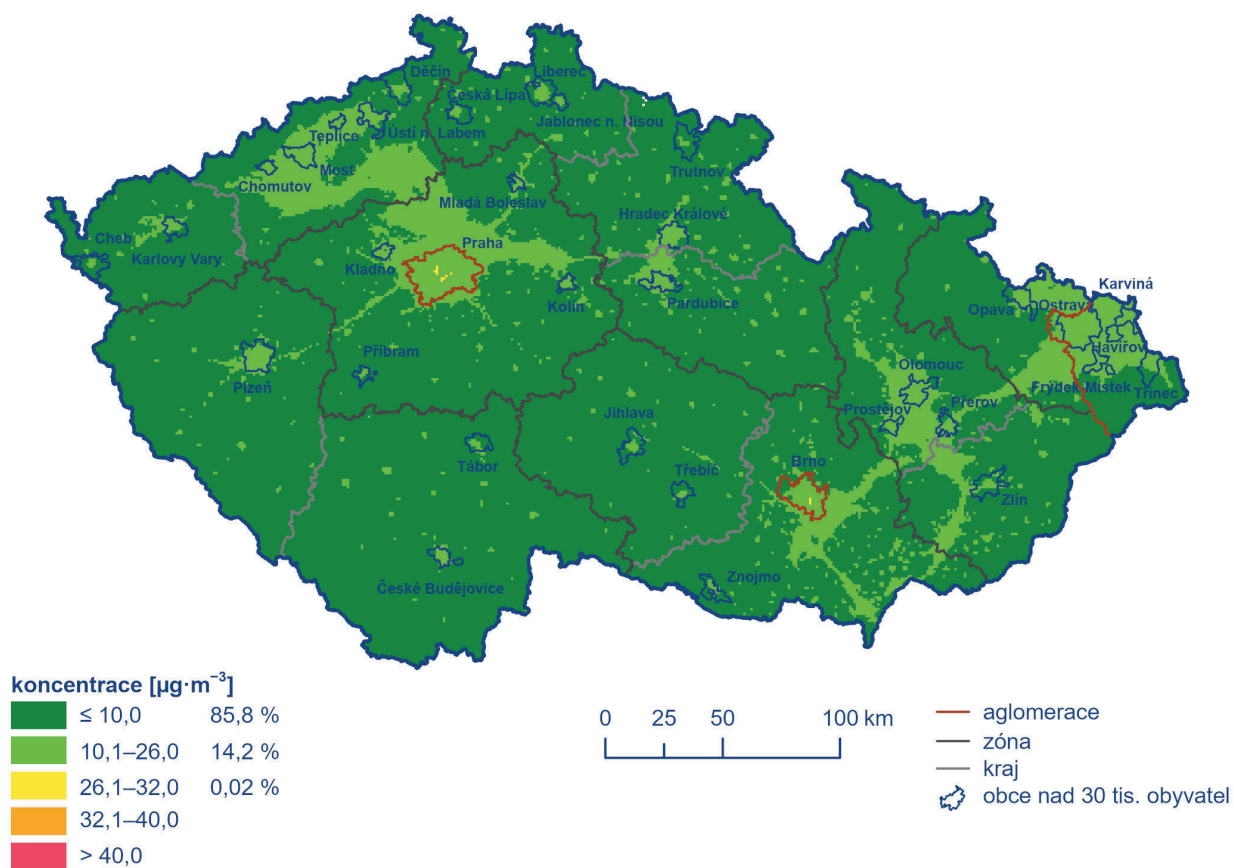 Děčín
Liberec
Česká Lípa
Jablonec n. Nisou
Teplice
Ústí n. Labem
Trutnov
Most
Chomutov
Mladá Boleslav
Hradec Králové
Cheb
Karlovy Vary
Praha
Kladno
Kolín
Pardubice
Karviná
Opava
Ostrava
Havířov
Příbram
Plzeň
Olomouc
Frýdek Místek
Třinec
Prostějov
Přerov
Jihlava
Tábor
Třebíč
Brno
Zlín
České Budějovice
Znojmo
koncentrace [µg·m⁻³]
≤ 10,0 85,8 %
10,1–26,0 14,2 %
26,1–32,0 0,02 %
32,1–40,0
> 40,0
0 25 50 100 km
aglomerace
zóna
kraj
obce nad 30 tis. obyvatel